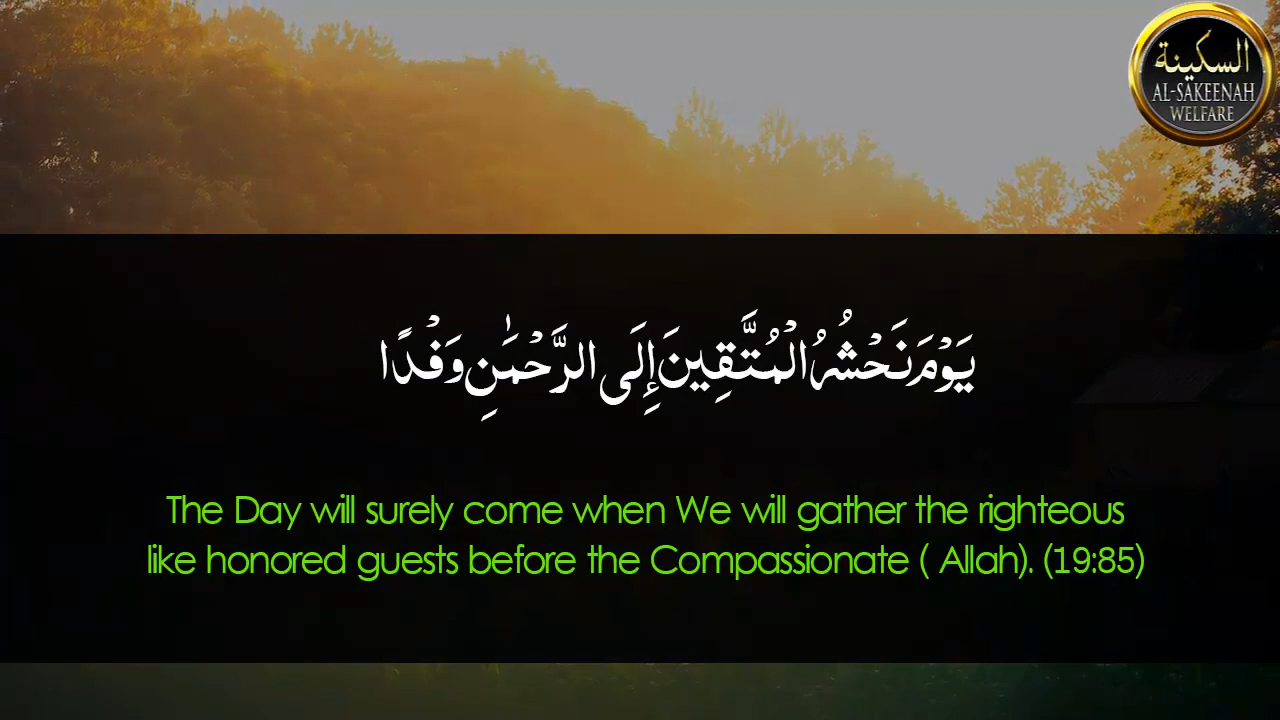 السكينة
AL-SAKEENAH
WELFARE
يَوْمَ نَحْشُرُ الْمُتَّقِينَ إِلَى الرَّحْمَٰنِ وَفْدًا
The Day will surely come when We will gather the righteous
like honored guests before the Compassionate ( Allah). (19:85)